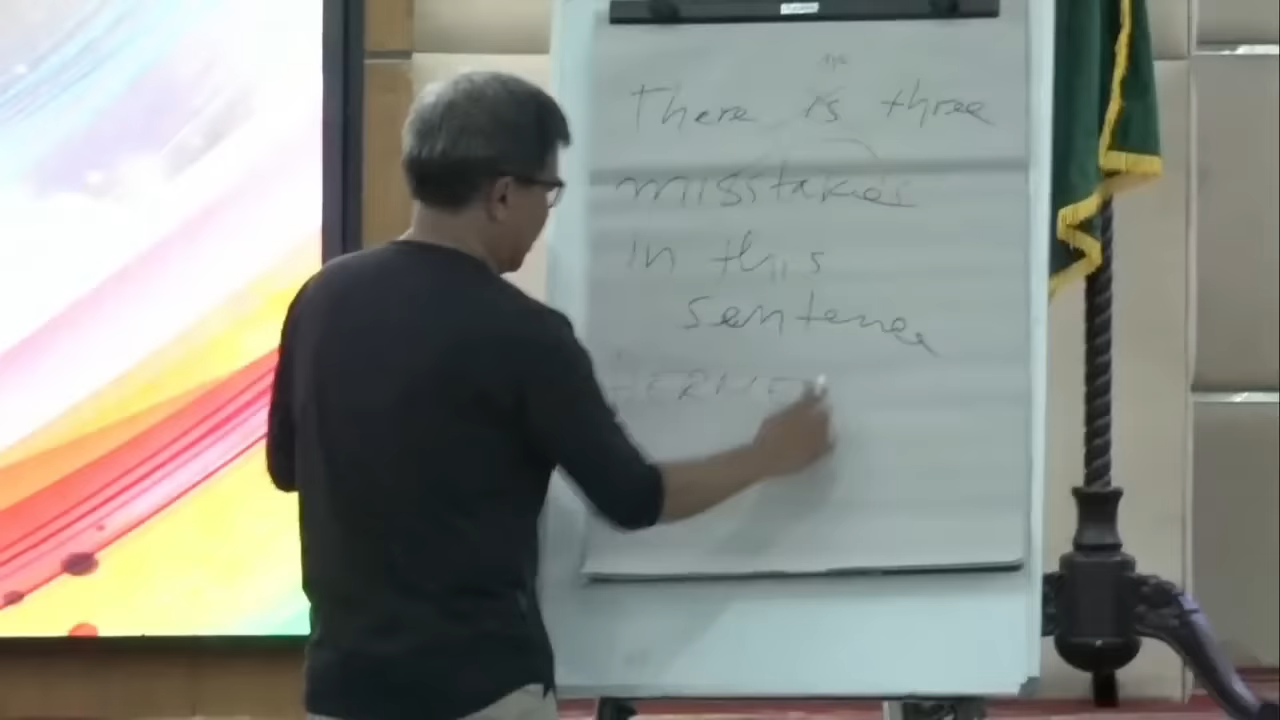 There is three
misstakes
in this
sentence